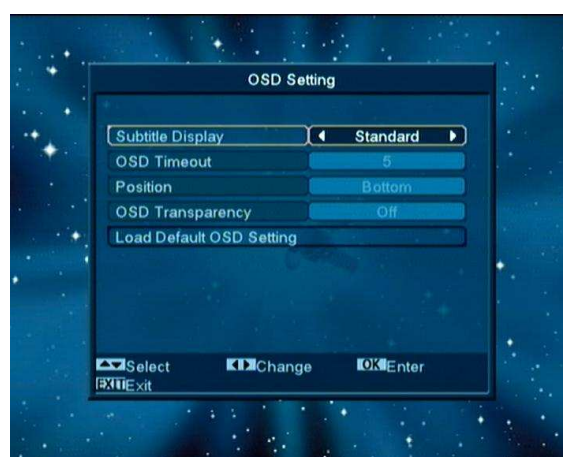 OSD Setting
Subtitle Display Standard
OSD Timeout 5
Position Bottom
OSD Transparency Off
Load Default OSD Setting
Select Change OK Enter
EXIT Exit